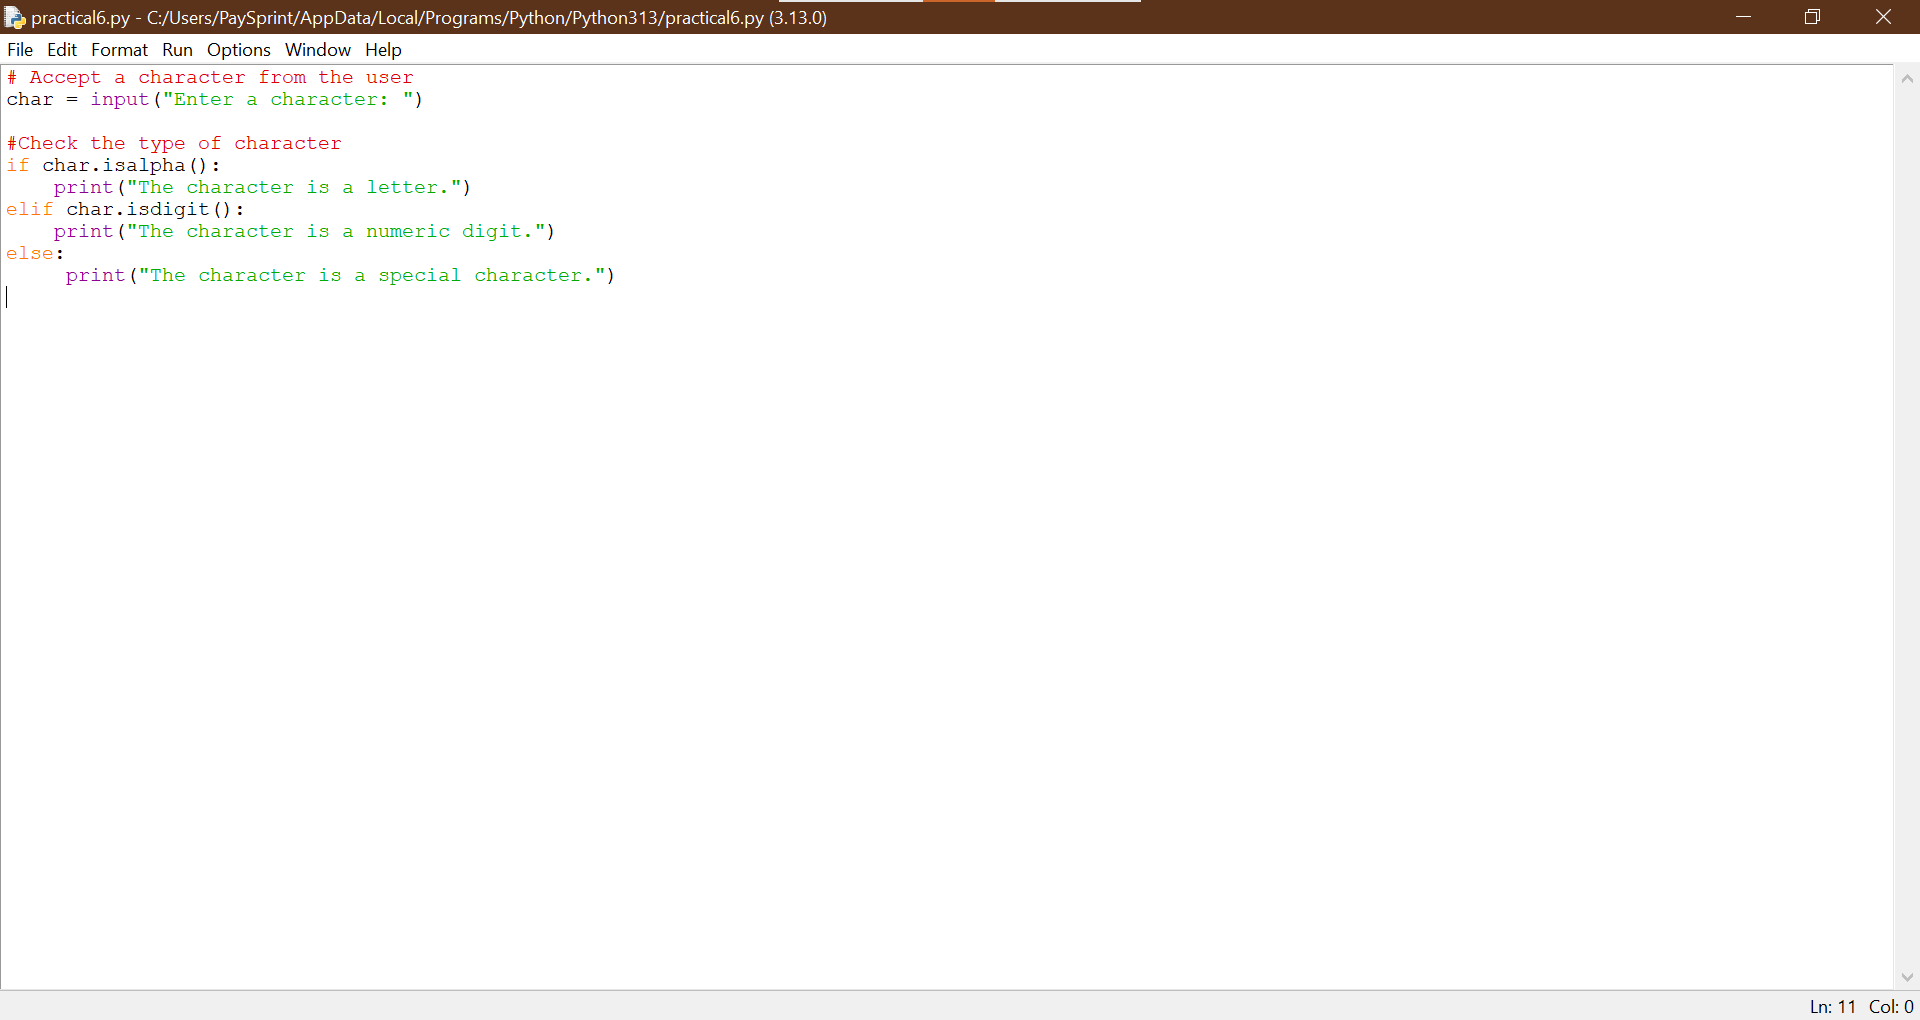 practical6.py - C:/Users/PaySprint/AppData/Local/Programs/Python/Python313/practical6.py (3.13.0)
File Edit Format Run Options Window Help
# Accept a character from the user
char = input("Enter a character: ")
#Check the type of character
if char.isalpha():
    print("The character is a letter.")
elif char.isdigit():
    print("The character is a numeric digit.")
else:
     print("The character is a special character.")
Ln: 11 Col: 0